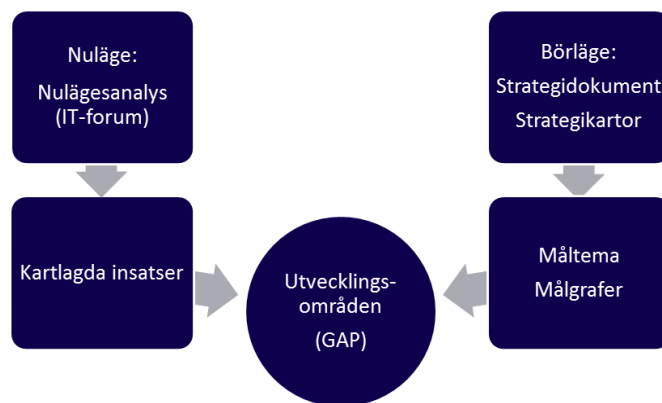 Nuläge:
Nulägesanalys
(IT-forum)
Börläge:
Strategidokument
Strategikartor
Kartlagda insatser
Utvecklings-
områden
(GAP)
Måltema
Målgrafer